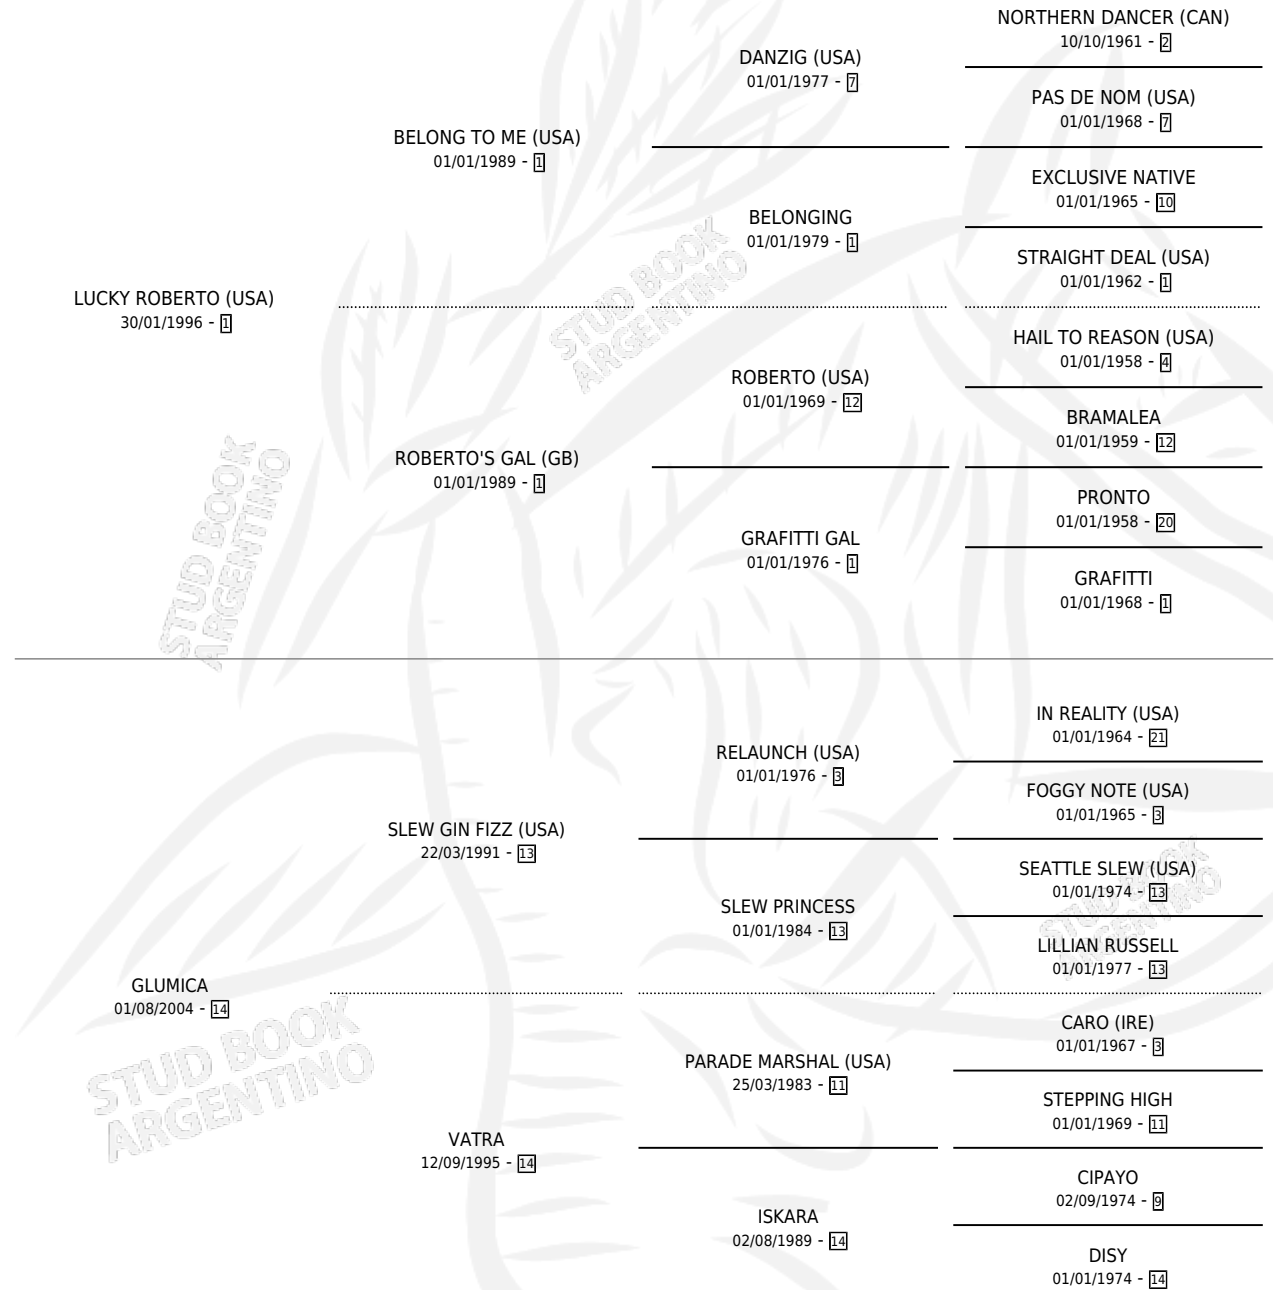 NORTHERN DANCER (CAN)
10/10/1961 - 2
DANZIG (USA)
01/01/1977 - 7
PAS DE NOM (USA)
01/01/1968 - 7
BELONG TO ME (USA)
01/01/1989 - 1
EXCLUSIVE NATIVE
01/01/1965 - 10
BELONGING
01/01/1979 - 1
STRAIGHT DEAL (USA)
01/01/1962 - 1
LUCKY ROBERTO (USA)
30/01/1996 - 1
STUD BOOK
ARGENTINO
HAIL TO REASON (USA)
01/01/1958 - 4
ROBERTO (USA)
01/01/1969 - 12
BRAMALEA
01/01/1959 - 12
ROBERTO'S GAL (GB)
01/01/1989 - 1
PRONTO
01/01/1958 - 20
GRAFITTI GAL
01/01/1976 - 1
GRAFITTI
01/01/1968 - 1
STUD BOOK
ARGENTINO
IN REALITY (USA)
01/01/1964 - 21
RELAUNCH (USA)
01/01/1976 - 3
FOGGY NOTE (USA)
01/01/1965 - 3
SLEW GIN FIZZ (USA)
22/03/1991 - 13
SEATTLE SLEW (USA)
01/01/1974 - 13
SLEW PRINCESS
01/01/1984 - 13
STUD BOOK
ARGENTINO
LILLIAN RUSSELL
01/01/1977 - 13
GLUMICA
01/08/2004 - 14
STUD BOOK
ARGENTINO
CARO (IRE)
01/01/1967 - 3
PARADE MARSHAL (USA)
25/03/1983 - 11
STEPPING HIGH
01/01/1969 - 11
VATRA
12/09/1995 - 14
CIPAYO
02/09/1974 - 9
ISKARA
02/08/1989 - 14
DISY
01/01/1974 - 14